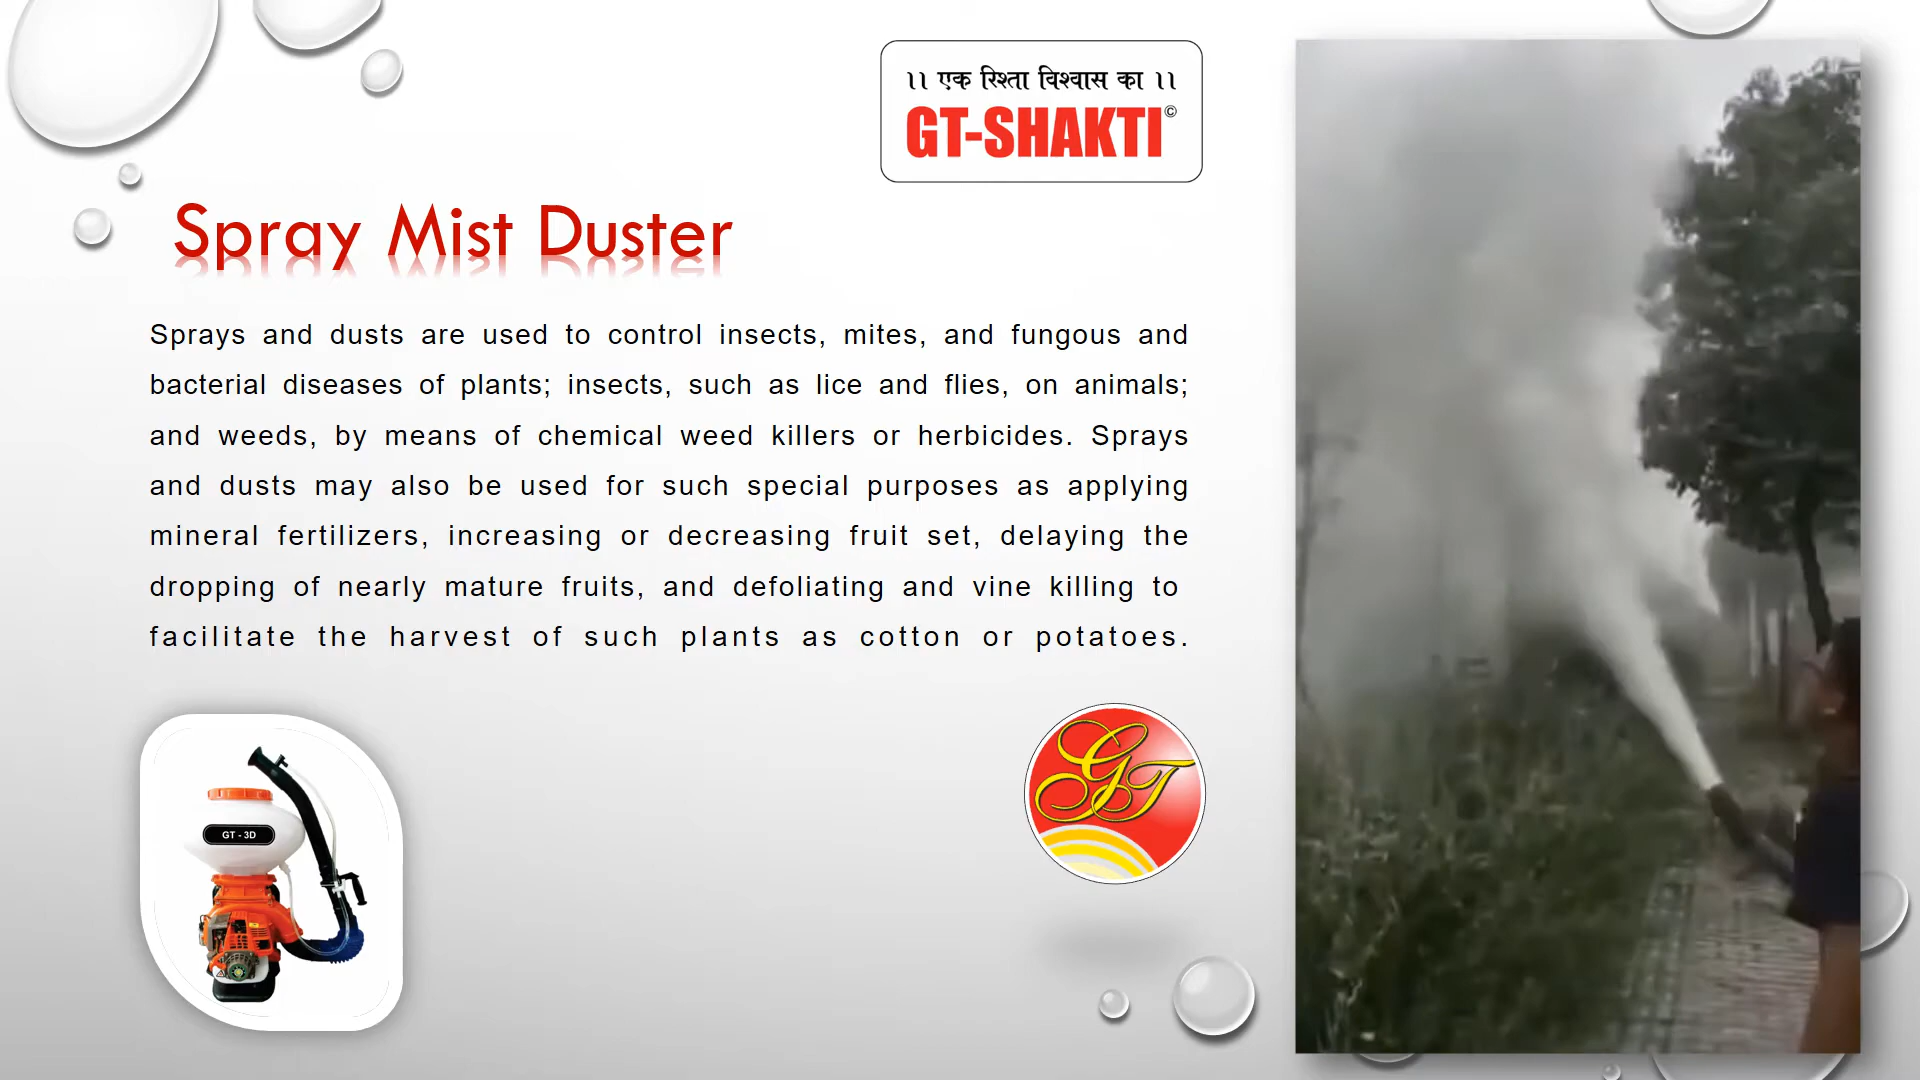 ।। एक रिश्ता विश्वास का ।।
GT-SHAKTI©
Spray Mist Duster
Sprays and dusts are used to control insects, mites, and fungous and
bacterial diseases of plants; insects, such as lice and flies, on animals;
and weeds, by means of chemical weed killers or herbicides. Sprays
and dusts may also be used for such special purposes as applying
mineral fertilizers, increasing or decreasing fruit set, delaying the
dropping of nearly mature fruits, and defoliating and vine killing to
facilitate the harvest of such plants as cotton or potatoes.
GT - 3D
GT